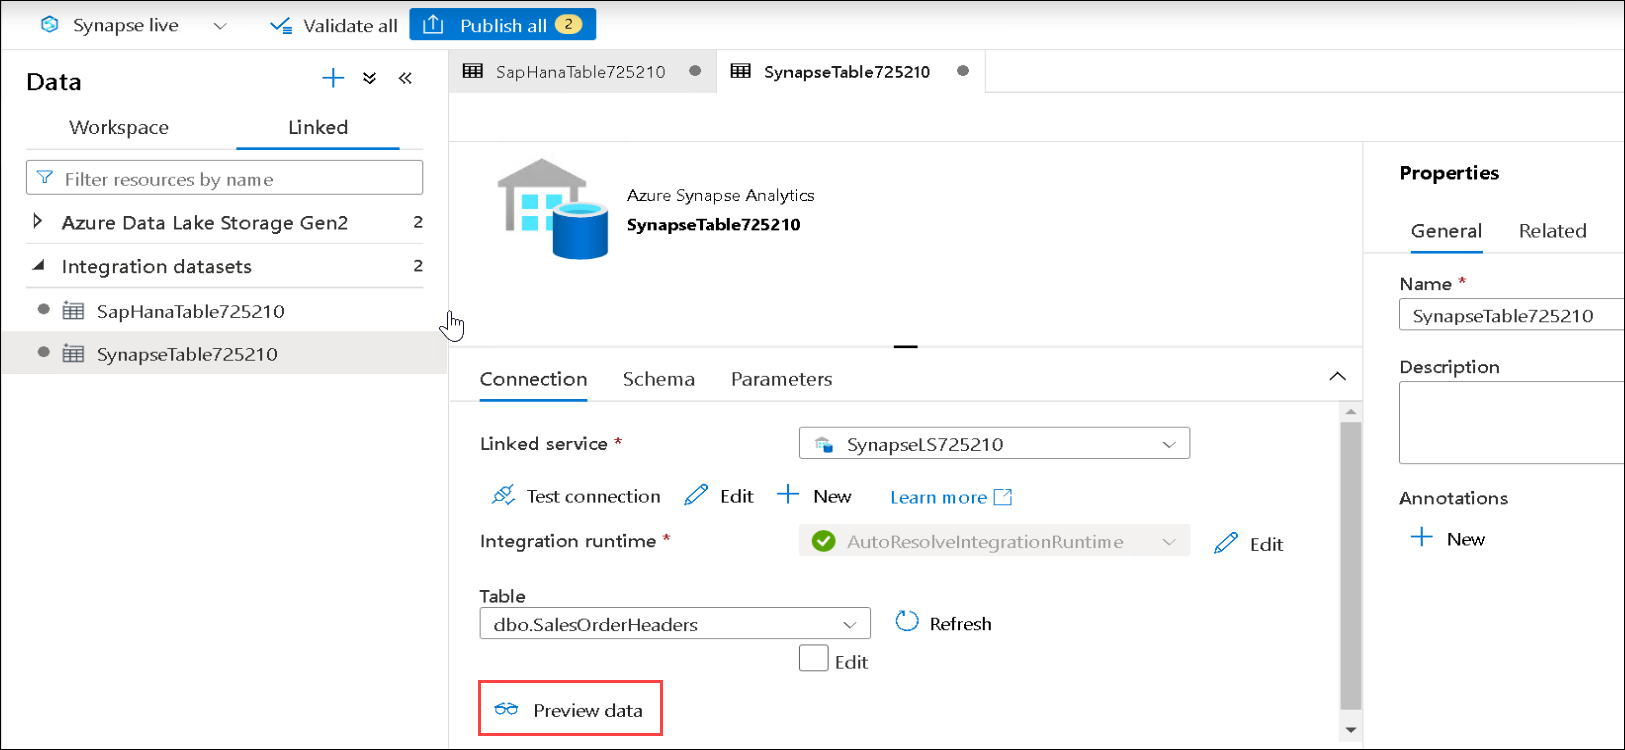 Synapse live
Validate all
Publish all 2
Data
Workspace Linked
Filter resources by name
Azure Data Lake Storage Gen2 2
Integration datasets 2
SapHanaTable725210
SynapseTable725210
SapHanaTable725210
SynapseTable725210
Azure Synapse Analytics
SynapseTable725210
Connection Schema Parameters
Linked service *
SynapseLS725210
Test connection Edit New Learn more
Integration runtime *
AutoResolveIntegrationRuntime
Edit
Table
dbo.SalesOrderHeaders
Refresh
Edit
Preview data
Properties
General Related
Name *
SynapseTable725210
Description
Annotations
New